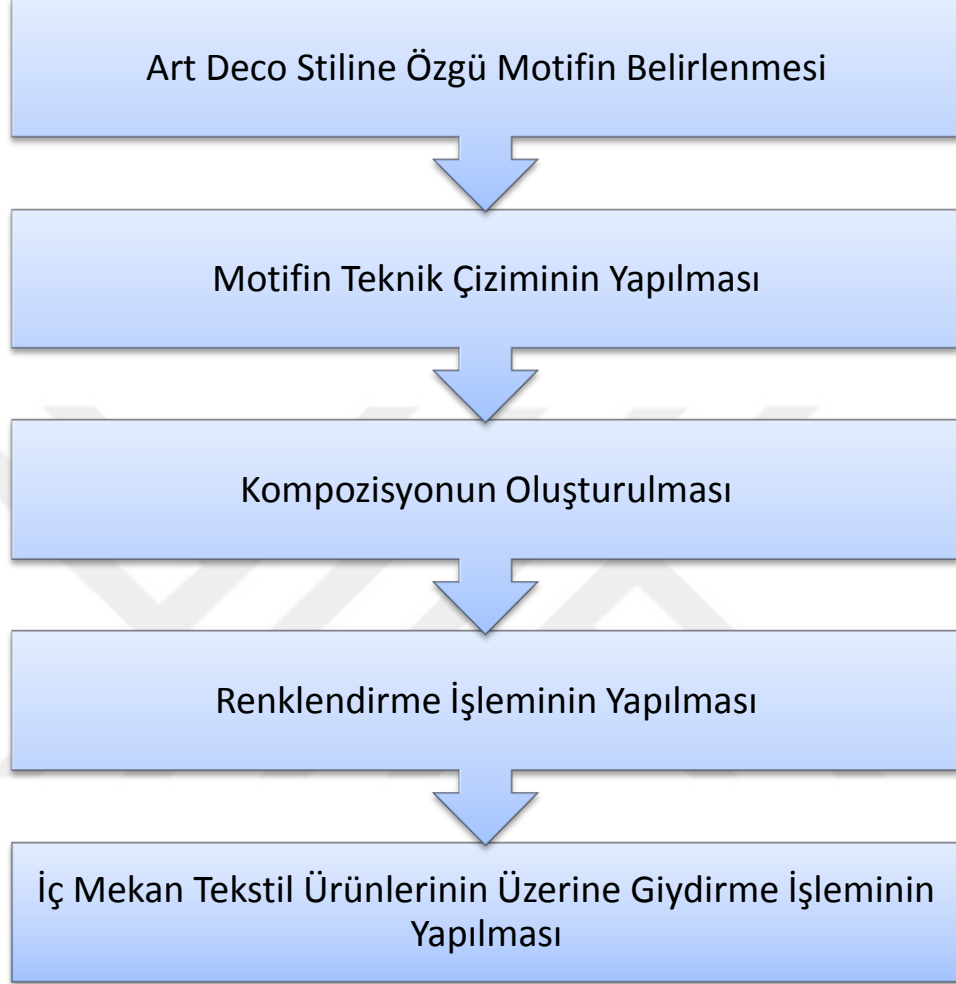 Art Deco Stiline Özgü Motifin Belirlenmesi
Motifin Teknik Çiziminin Yapılması
Kompozisyonun Oluşturulması
Renklendirme İşleminin Yapılması
İç Mekan Tekstil Ürünlerinin Üzerine Giydirme İşleminin
Yapılması